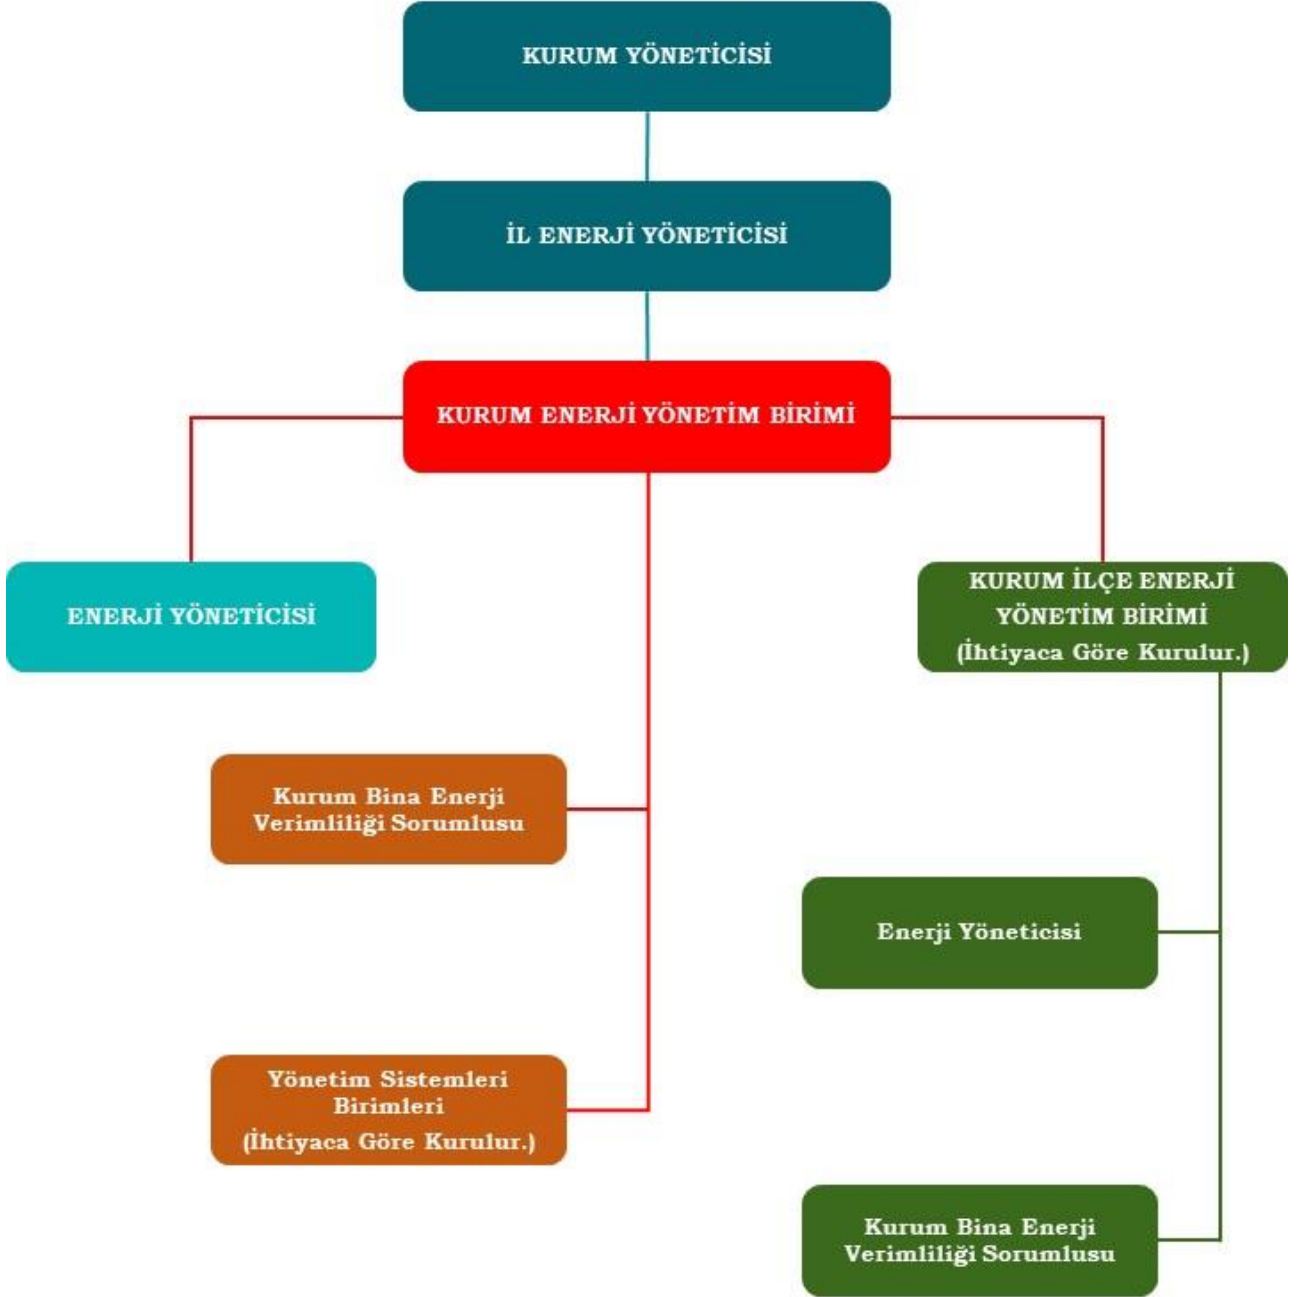 KURUM YÖNETİCİSİ
İL ENERJİ YÖNETİCİSİ
KURUM ENERJİ YÖNETİM BİRİMİ
ENERJİ YÖNETİCİSİ
KURUM İLÇE ENERJİ
YÖNETİM BİRİMİ
(İhtiyaca Göre Kurulur.)
Kurum Bina Enerji
Verimliliği Sorumlusu
Enerji Yöneticisi
Yönetim Sistemleri
Birimleri
(İhtiyaca Göre Kurulur.)
Kurum Bina Enerji
Verimliliği Sorumlusu